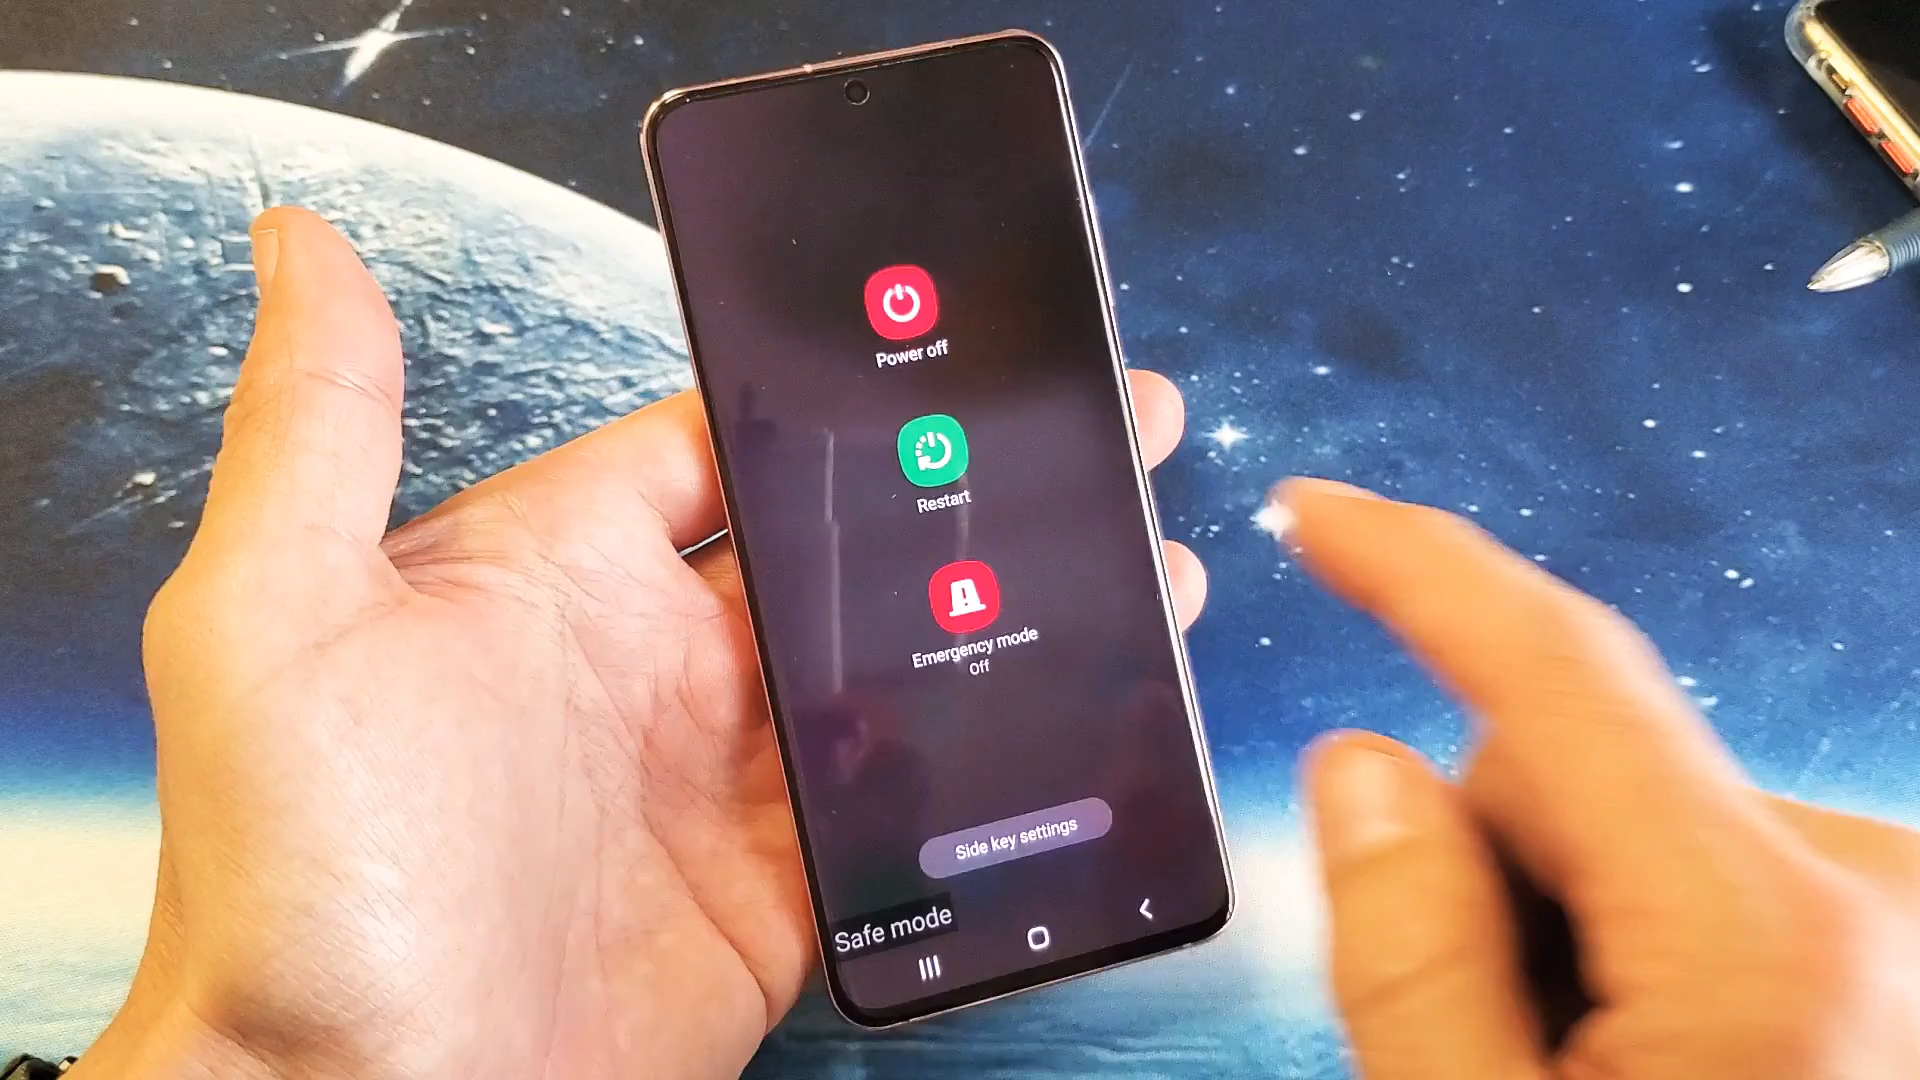 Power off
Restart
Emergency mode
Off
Side key settings
Safe mode